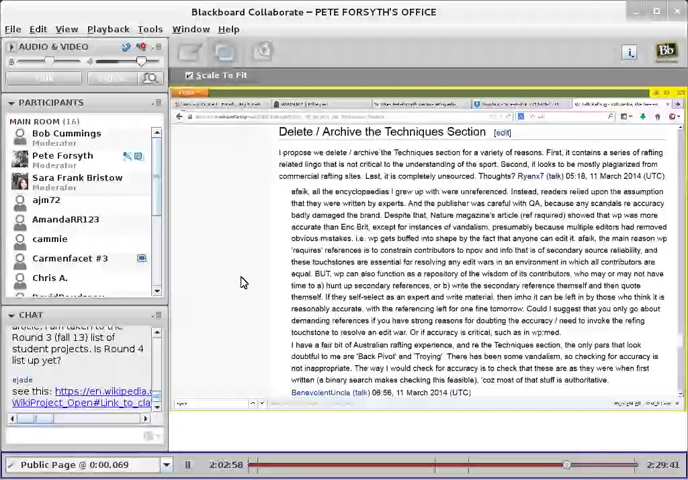 Blackboard Collaborate – PETE FORSYTH'S OFFICE
File Edit View Playback Tools Window Help
AUDIO & VIDEO
Talk
Video
Scale To Fit
i
Bb
PARTICIPANTS
MAIN ROOM (16)
Bob Cummings
Moderator
Pete Forsyth
Moderator
Sara Frank Bristow
Moderator
ajm72
AmandaRR123
cammie
Carmenfacet #3
Chris A.
CHAT
Round 3 (fall 13) list of
student projects. Is Round 4
list up yet?
ejade
see this: https://en.wikipedia.
WikiProject_Open#Link_to_cla
Delete / Archive the Techniques Section [edit]
I propose we delete / archive the Techniques section for a variety of reasons. First, it contains a series of rafting
related lingo that is not critical to the understanding of the sport. Second, it looks to be mostly plagiarized from
commercial rafting sites. Last, it is completely unsourced. Thoughts? Ryanx7 (talk) 05:18, 11 March 2014 (UTC)
afaik, all the encyclopaedias I grew up with were unreferenced. Instead, readers relied upon the assumption
that they were written by experts. And the publisher was careful with QA, because any scandals re accuracy
badly damaged the brand. Despite that, Nature magazine's article (ref required) showed that wp was more
accurate than Enc Brit, except for instances of vandalism, presumably because multiple editors had removed
obvious mistakes. i.e. wp gets buffed into shape by the fact that anyone can edit it. afaik, the main reason wp
'requires' references is to constrain contributors to npov and info that is of secondary source reliability, and
these touchstones are essential for resolving any edit wars in an environment in which all contributors are
equal. BUT, wp can also function as a repository of the wisdom of its contributors, who may or may not have
time to a) hunt up secondary references, or b) write the secondary reference themself and then quote
themself. If they self-select as an expert and write material, then imho it can be left in by those who think it is
reasonably accurate, with the referencing left for one fine tomorrow. Could I suggest that you only go about
demanding references if you have strong reasons for doubting the accuracy / need to invoke the refing
touchstone to resolve an edit war. Or if accuracy is critical, such as in wp:med.
I have a fair bit of Australian rafting experience, and re the Techniques section, the only parts that look
doubtful to me are 'Back Pivot' and 'Troying'. There has been some vandalism, so checking for accuracy is
not inappropriate. The way I would check for accuracy is to check that these are as they were when first
written (a binary search makes checking this feasible), 'coz most of that stuff is authoritative.
BenevolentUncle (talk) 06:56, 11 March 2014 (UTC)
Public Page @ 0:00.069
2:02:58
2:29:41